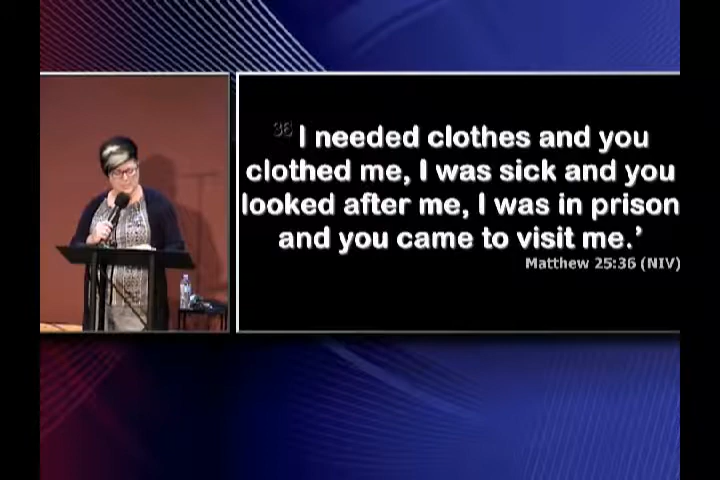 36 I needed clothes and you
clothed me, I was sick and you
looked after me, I was in prison
and you came to visit me.’
Matthew 25:36 (NIV)